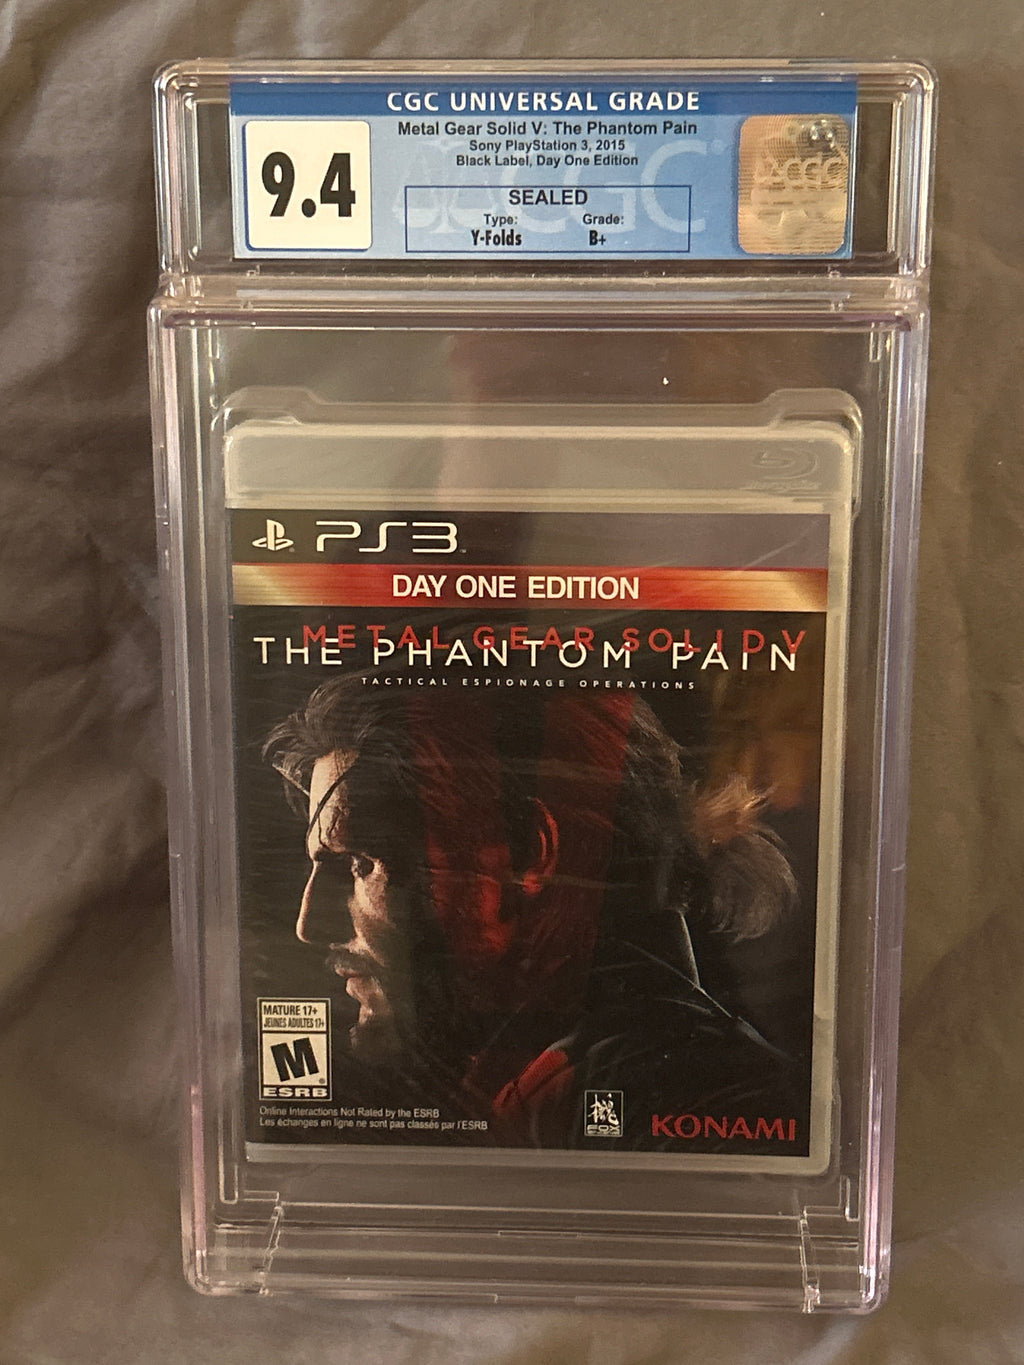 CGC UNIVERSAL GRADE
9.4
Metal Gear Solid V: The Phantom Pain
Sony PlayStation 3, 2015
Black Label, Day One Edition
SEALED
Type: Grade:
Y-Folds B+
CGC
CGC
PS3
DAY ONE EDITION
METAL GEAR SOLID V
THE PHANTOM PAIN
TACTICAL ESPIONAGE OPERATIONS
MATURE 17+
JEUNES ADULTES 17+
M
ESRB
Online Interactions Not Rated by the ESRB
Les échanges en ligne ne sont pas classés par l'ESRB
FOX
KONAMI